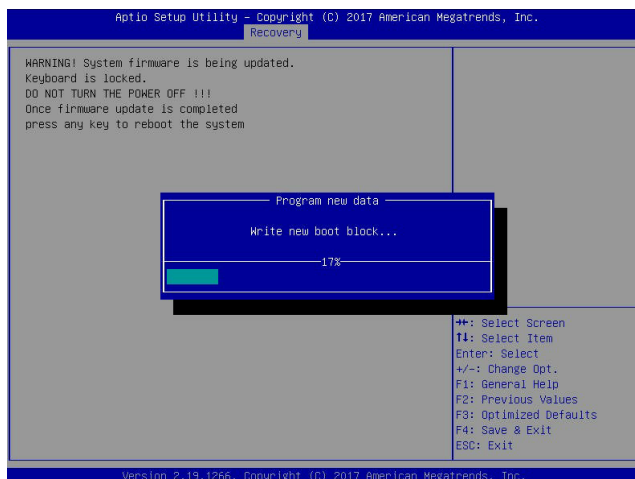 Aptio Setup Utility – Copyright (C) 2017 American Megatrends, Inc.
Recovery
WARNING! System firmware is being updated.
Keyboard is locked.
DO NOT TURN THE POWER OFF !!!
Once firmware update is completed
press any key to reboot the system
Program new data
Write new boot block...
17%
→←: Select Screen
↑↓: Select Item
Enter: Select
+/-: Change Opt.
F1: General Help
F2: Previous Values
F3: Optimized Defaults
F4: Save & Exit
ESC: Exit
Version 2.19.1266. Copyright (C) 2017 American Megatrends, Inc.